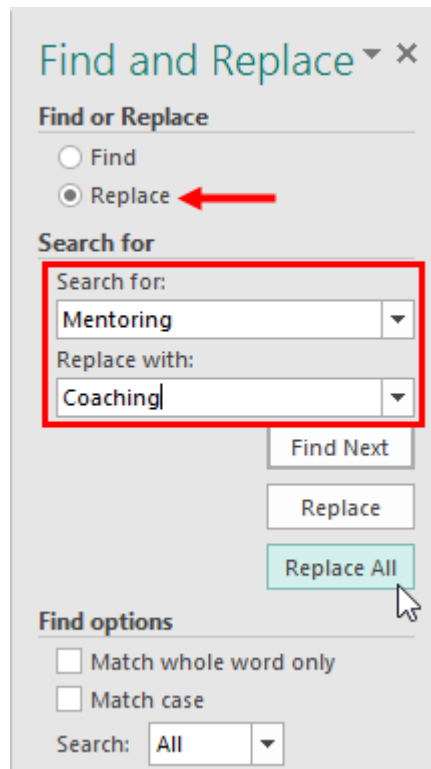 Find and Replace
Find or Replace
Find
Replace
Search for
Search for:
Mentoring
Replace with:
Coaching
Find Next
Replace
Replace All
Find options
Match whole word only
Match case
Search: All